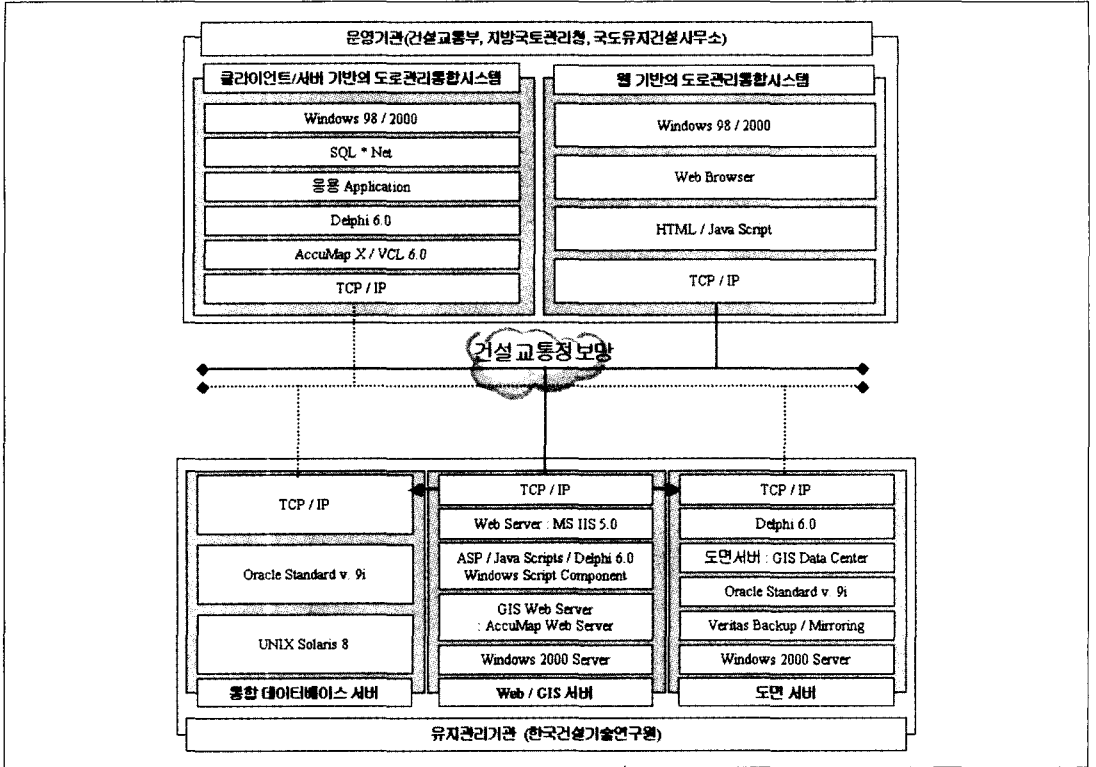 운영기관(건설교통부, 지방국토관리청, 국도유지건설사무소)
클라이언트/서버 기반의 도로관리통합시스템
Windows 98 / 2000
SQL * Net
응용 Application
Delphi 6.0
AccuMap X / VCL 6.0
TCP / IP
웹 기반의 도로관리통합시스템
Windows 98 / 2000
Web Browser
HTML / Java Script
TCP / IP
건설교통정보망
TCP / IP
Oracle Standard v. 9i
UNIX Solaris 8
통합 데이터베이스 서버
TCP / IP
Web Server : MS IIS 5.0
ASP / Java Scripts / Delphi 6.0
Windows Script Component
GIS Web Server
: AccuMap Web Server
Windows 2000 Server
Web / GIS 서버
TCP / IP
Delphi 6.0
도면서버 : GIS Data Center
Oracle Standard v. 9i
Veritas Backup / Mirroring
Windows 2000 Server
도면 서버
유지관리기관 (한국건설기술연구원)